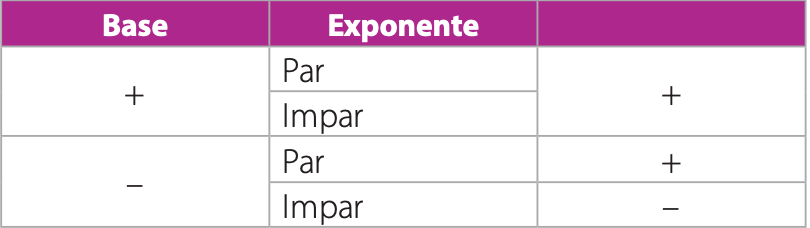 Base Exponente
+ Par +
Impar
– Par +
Impar –